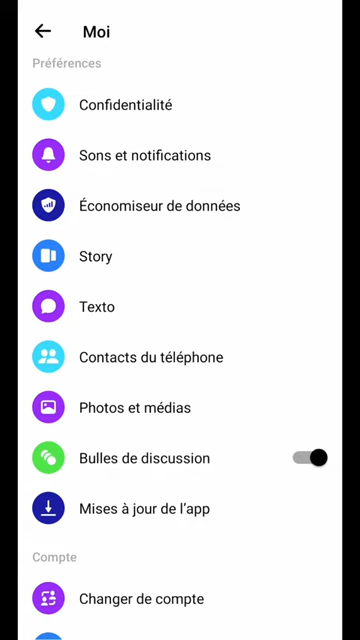 Moi
Préférences
Confidentialité
Sons et notifications
Économiseur de données
Story
Texto
Contacts du téléphone
Photos et médias
Bulles de discussion
Mises à jour de l'app
Compte
Changer de compte